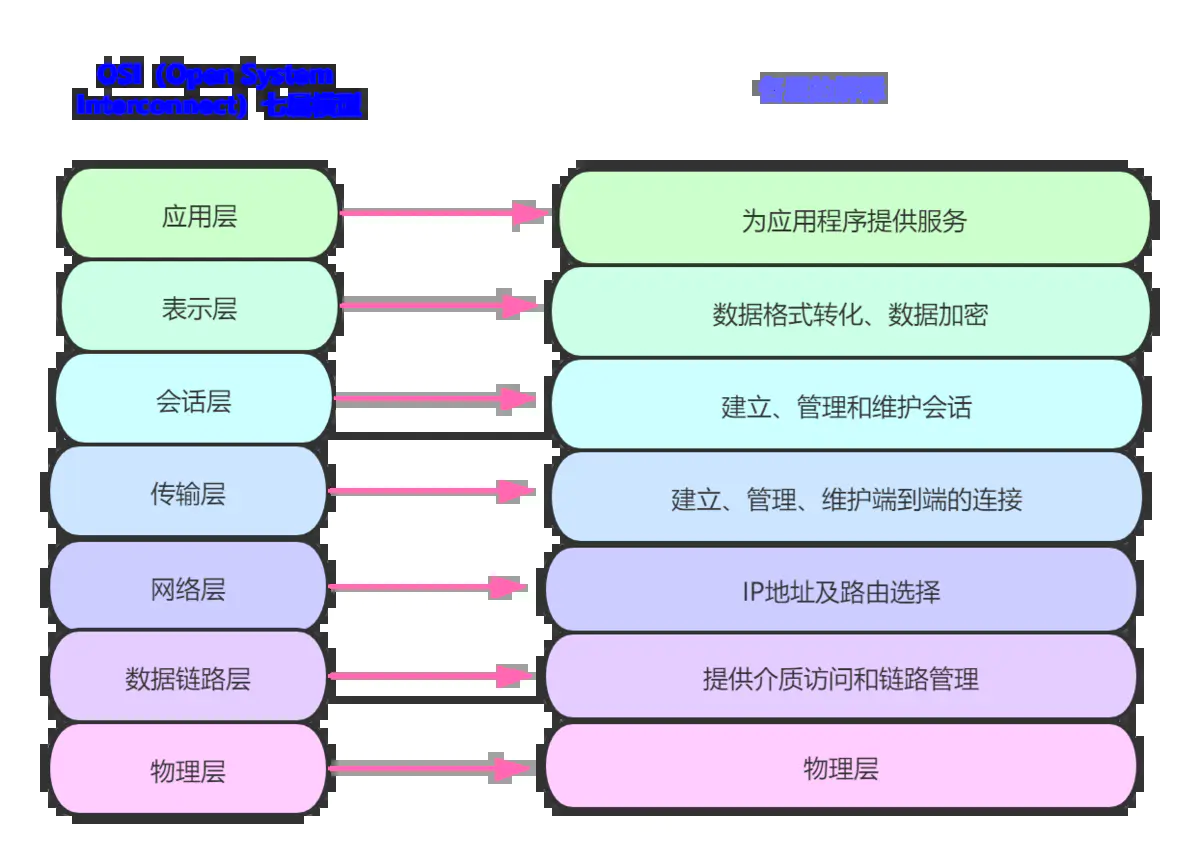 OSI (Open System
Interconnect) 七层模型
应用层
为应用程序提供服务
表示层
数据格式转化、数据加密
会话层
建立、管理和维护会话
传输层
建立、管理、维护端到端的连接
网络层
IP地址及路由选择
数据链路层
提供介质访问和链路管理
物理层
物理层